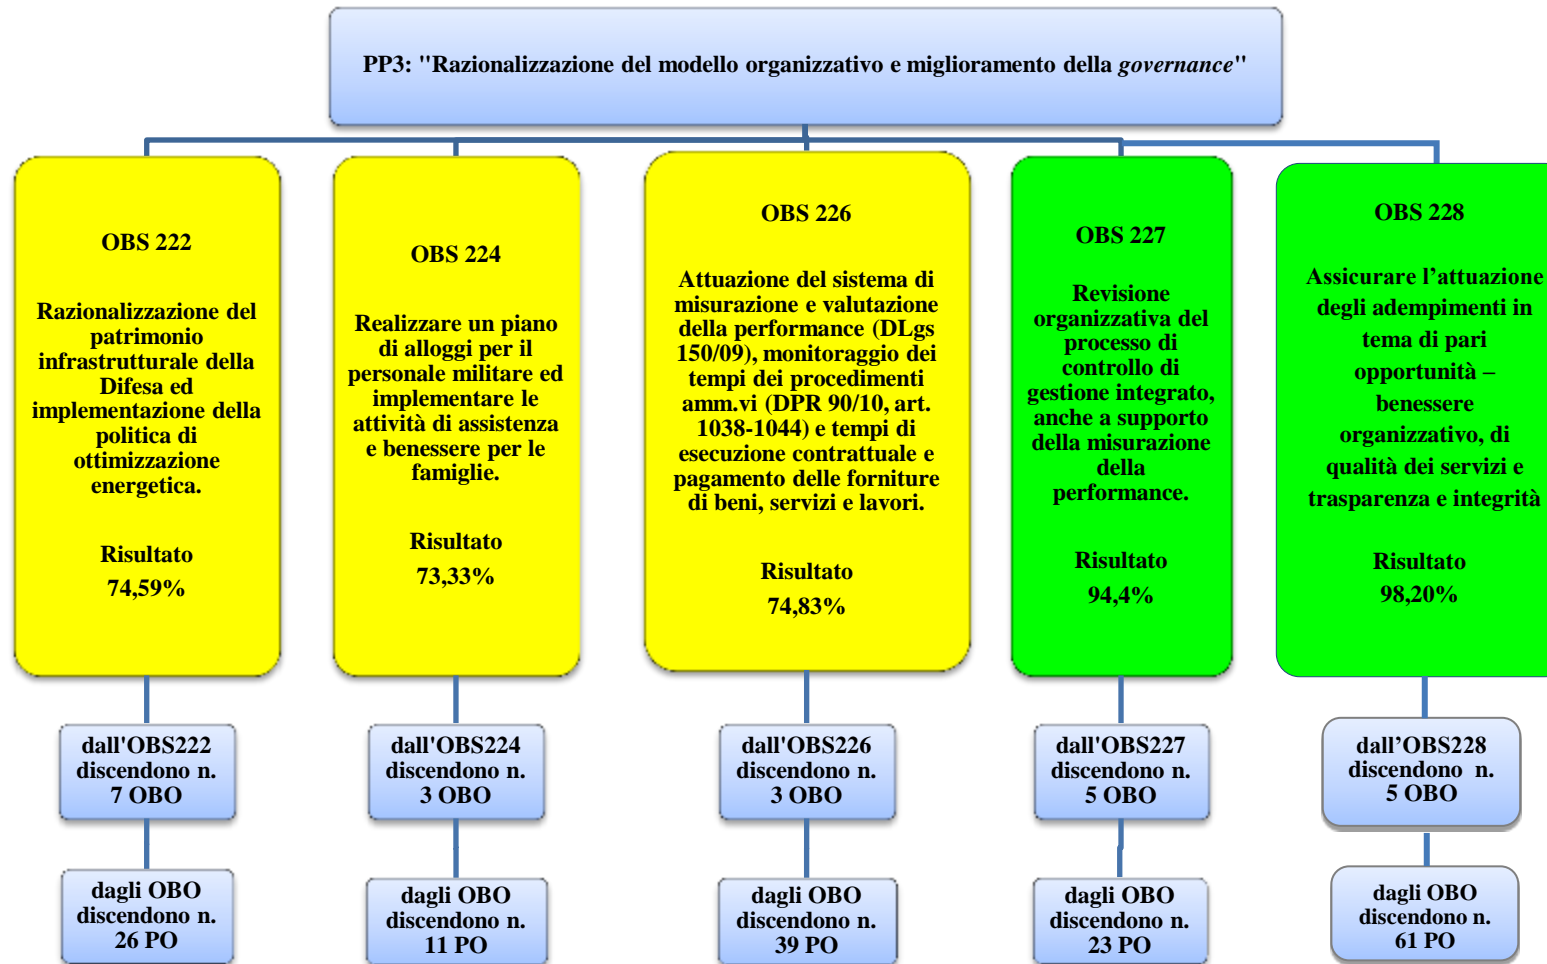 PP3: "Razionalizzazione del modello organizzativo e miglioramento della governance"
OBS 222
Razionalizzazione del
patrimonio
infrastrutturale della
Difesa ed
implementazione della
politica di
ottimizzazione
energetica.
Risultato
74,59%
OBS 224
Realizzare un piano
di alloggi per il
personale militare ed
implementare le
attività di assistenza
e benessere per le
famiglie.
Risultato
73,33%
OBS 226
Attuazione del sistema di
misurazione e valutazione
della performance (DLgs
150/09), monitoraggio dei
tempi dei procedimenti
amm.vi (DPR 90/10, art.
1038-1044) e tempi di
esecuzione contrattuale e
pagamento delle forniture
di beni, servizi e lavori.
Risultato
74,83%
OBS 227
Revisione
organizzativa del
processo di
controllo di
gestione integrato,
anche a supporto
della misurazione
della
performance.
Risultato
94,4%
OBS 228
Assicurare l’attuazione
degli adempimenti in
tema di pari
opportunità –
benessere
organizzativo, di
qualità dei servizi e
trasparenza e integrità
Risultato
98,20%
dall'OBS222
discendono n.
7 OBO
dall'OBS224
discendono n.
3 OBO
dall'OBS226
discendono n.
3 OBO
dall'OBS227
discendono n.
5 OBO
dall’OBS228
discendono n.
5 OBO
dagli OBO
discendono n.
26 PO
dagli OBO
discendono n.
11 PO
dagli OBO
discendono n.
39 PO
dagli OBO
discendono n.
23 PO
dagli OBO
discendono n.
61 PO